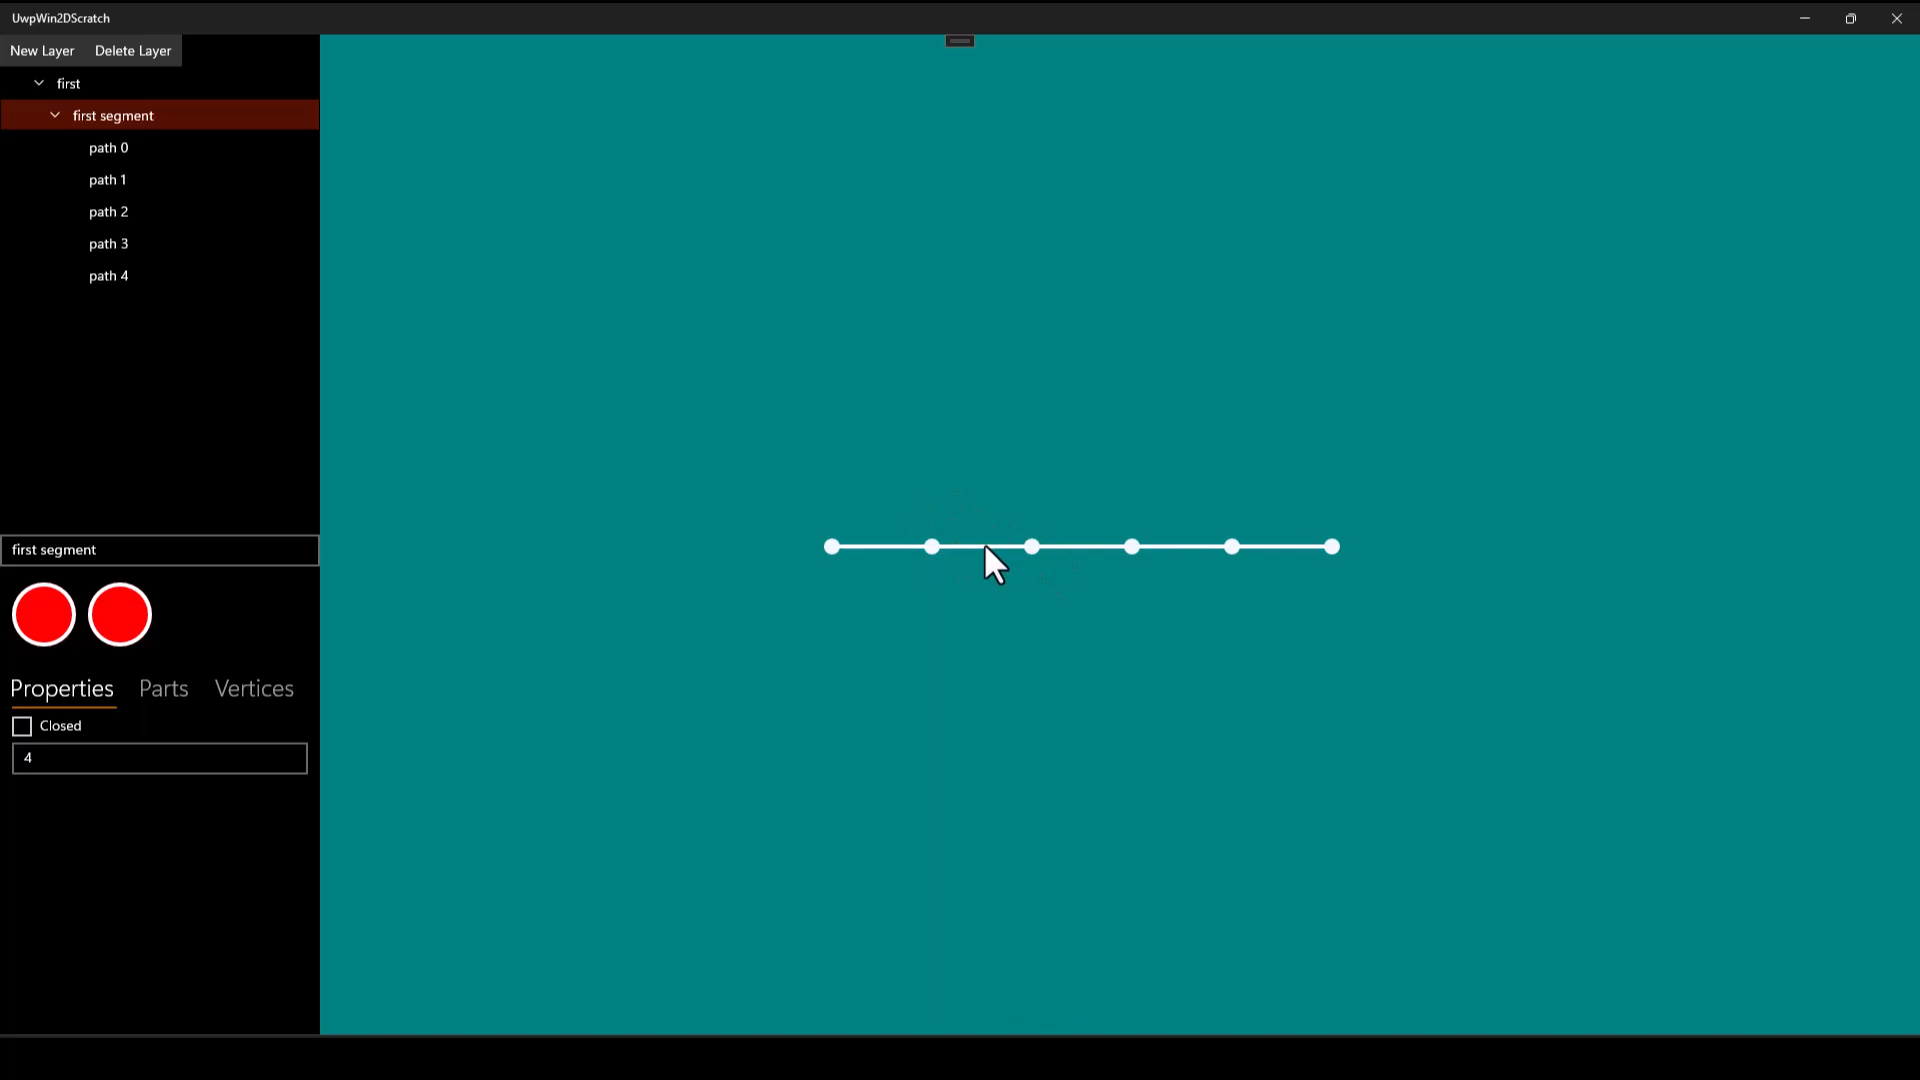 UwpWin2DScratch
New Layer Delete Layer
first
first segment
path 0
path 1
path 2
path 3
path 4
first segment
Properties Parts Vertices
Closed
4